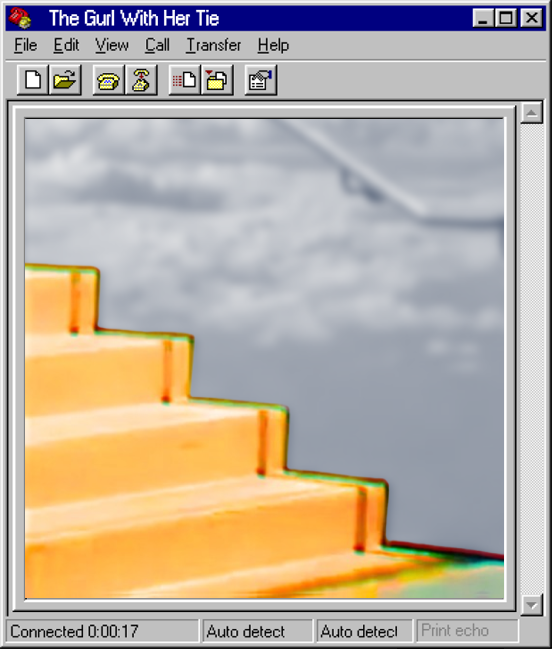 The Gurl With Her Tie
File Edit View Call Transfer Help
Connected 0:00:17 Auto detect Auto detect Print echo